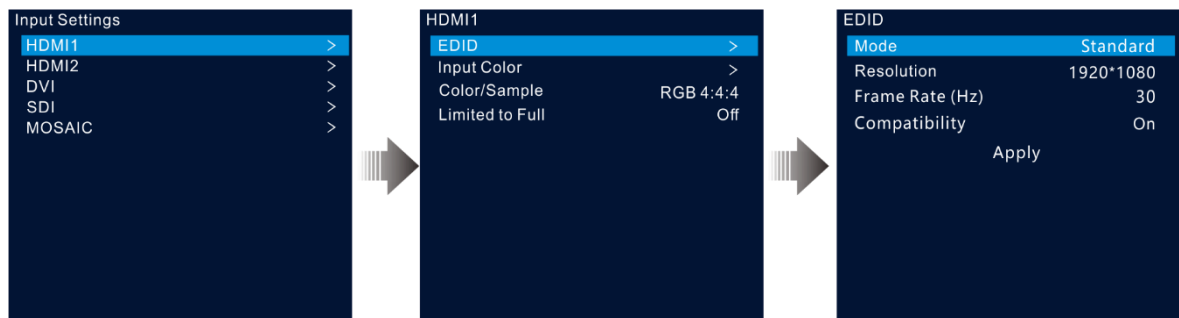 Input Settings
HDMI1 >
HDMI2 >
DVI >
SDI >
MOSAIC >
HDMI1
EDID >
Input Color >
Color/Sample RGB 4:4:4
Limited to Full Off
EDID
Mode Standard
Resolution 1920*1080
Frame Rate (Hz) 30
Compatibility On
Apply